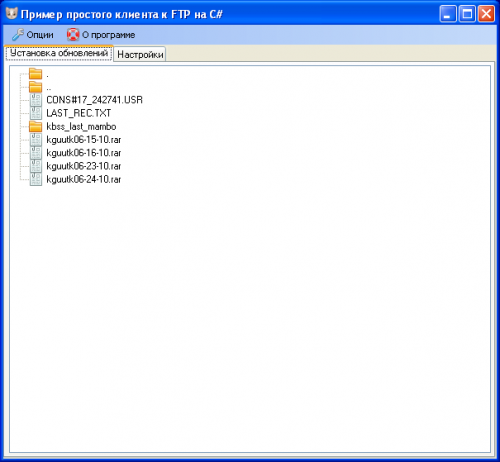 Пример простого клиента к FTP на C#
Опции О программе
Установка обновлений Настройки
.
..
CONS#17_242741.USR
LAST_REC.TXT
kbss_last_mambo
kguutk06-15-10.rar
kguutk06-16-10.rar
kguutk06-23-10.rar
kguutk06-24-10.rar